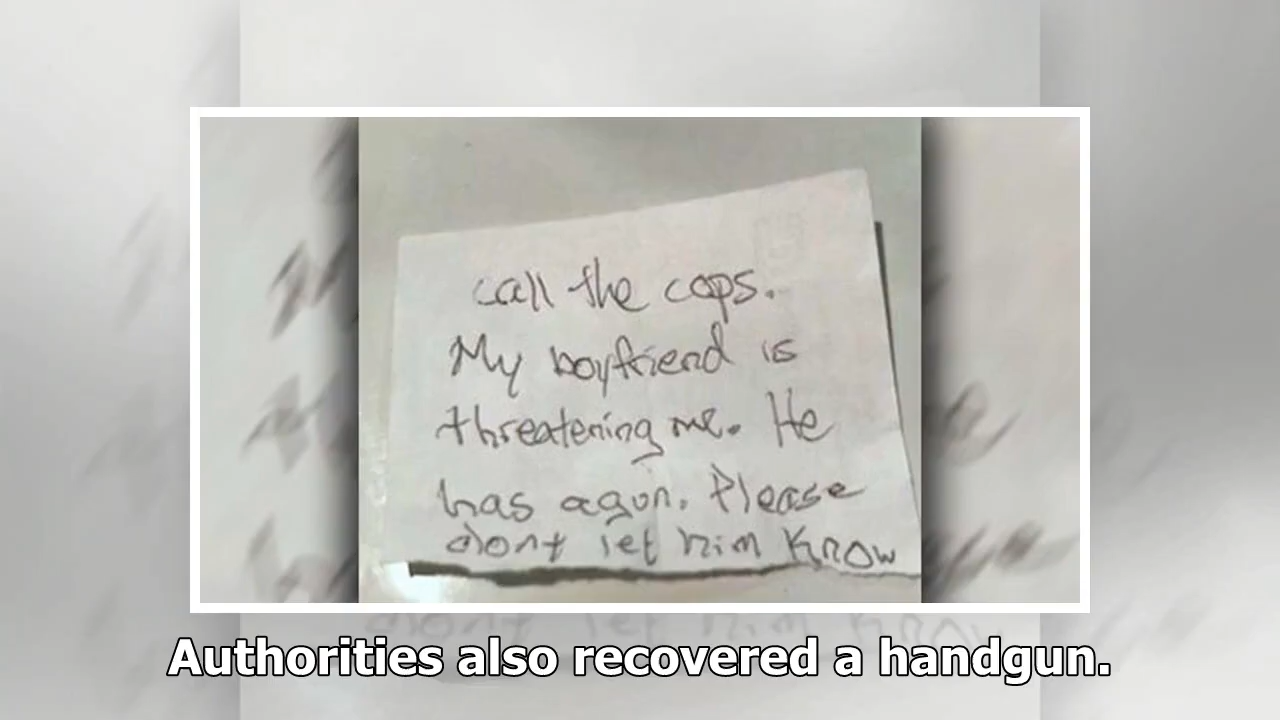 call the cops.
My boyfriend is
threatening me. He
has a gun. Please
dont let him know
Authorities also recovered a handgun.